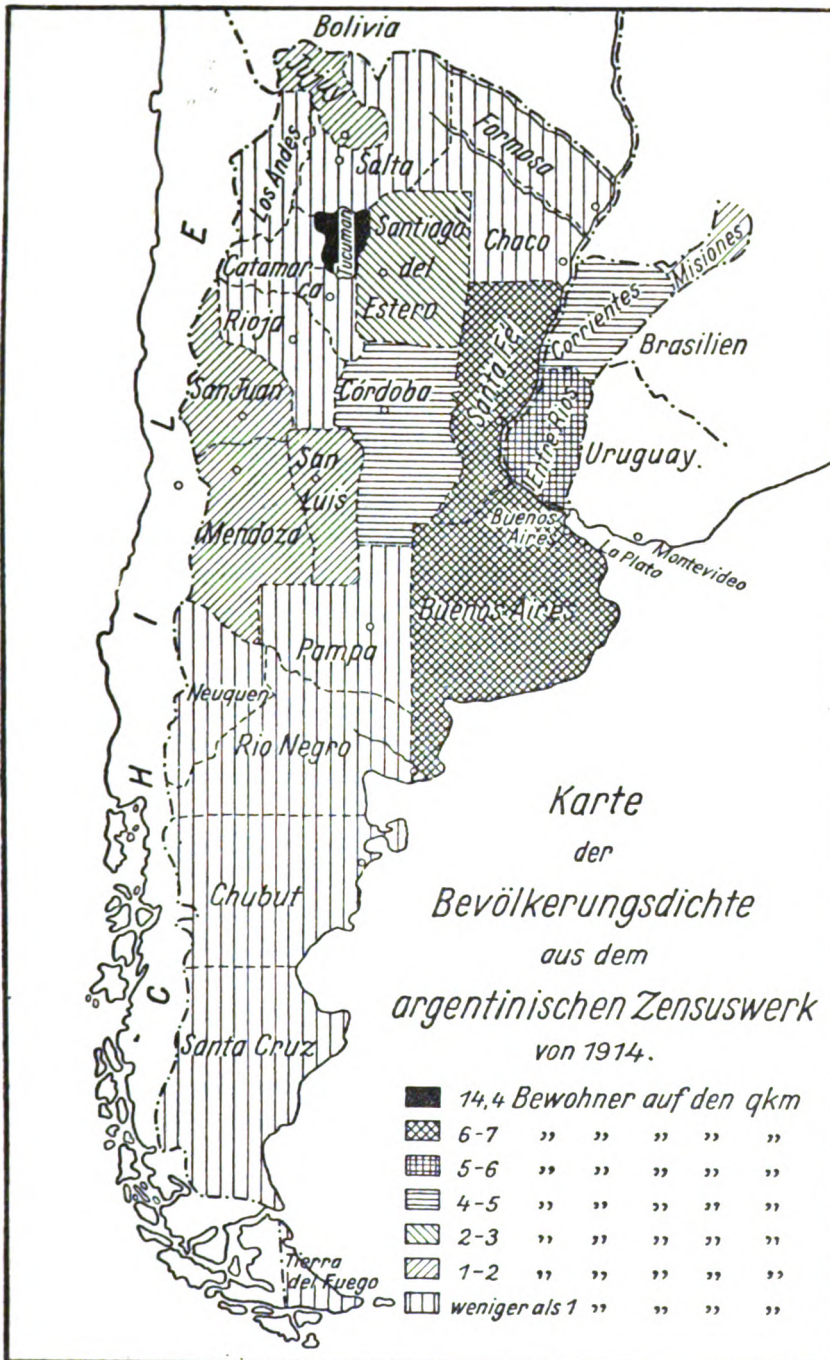 Bolivia
Jujuy
Los Andes
Salta
Formosa
Tucumán
Santiago
del
Estero
Chaco
Catamar-
ca
Rioja
Corrientes
Misiones
Brasilien
San Juan
Córdoba
Santa Fé
Entre-Rios
Uruguay.
San
Luis
Mendoza
Buenos
Aires
La Plata
Montevideo
Buenos-Aires
Pampa
Neuquen
Rio Negro
Chubut
Santa Cruz
Tierra
del Fuego
C H I L E
Karte
der
Bevölkerungsdichte
aus dem
argentinischen Zensuswerk
von 1914.
14,4 Bewohner auf den qkm
6-7 „ „ „ „ „
5-6 „ „ „ „ „
4-5 „ „ „ „ „
2-3 „ „ „ „ „
1-2 „ „ „ „ „
weniger als 1 „ „ „ „